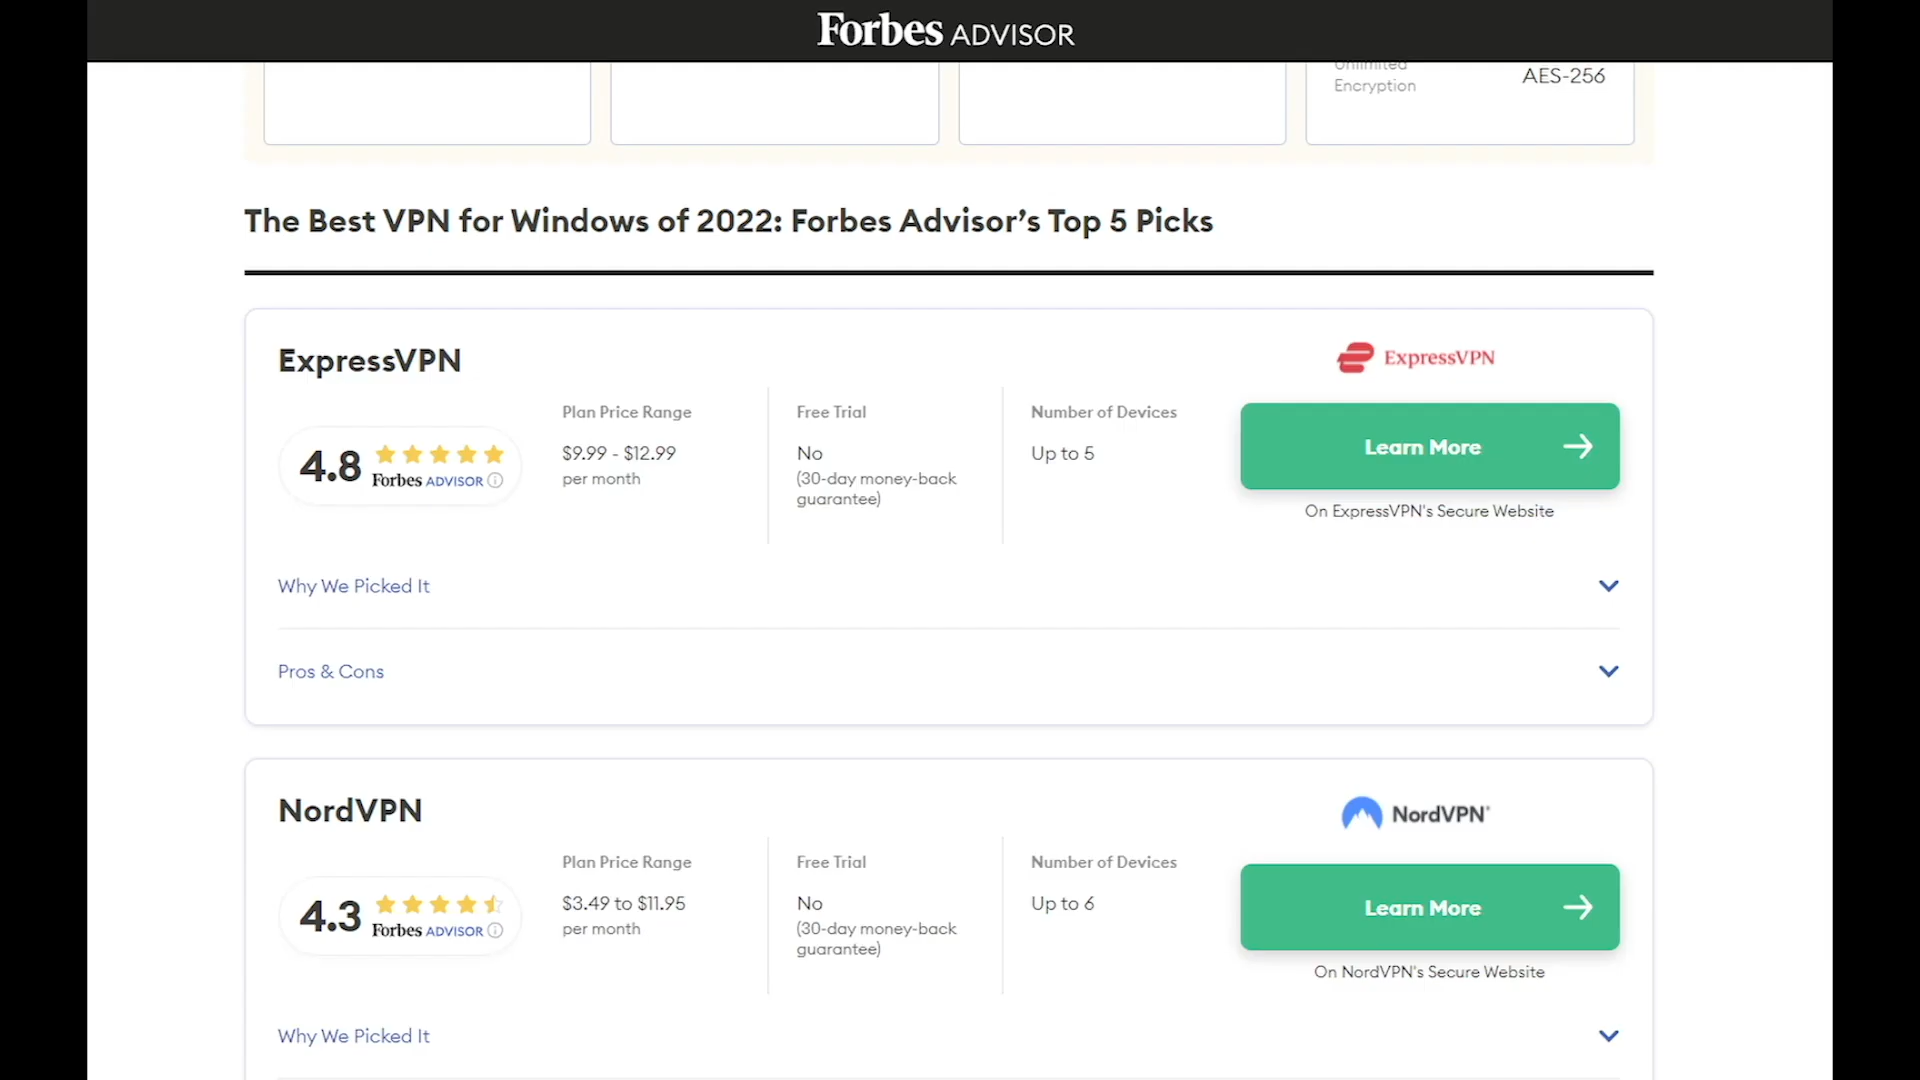 Forbes ADVISOR
Unlimited
Encryption
AES-256
The Best VPN for Windows of 2022: Forbes Advisor’s Top 5 Picks
ExpressVPN
ExpressVPN
4.8
Forbes ADVISOR
Plan Price Range
$9.99 - $12.99
per month
Free Trial
No
(30-day money-back
guarantee)
Number of Devices
Up to 5
Learn More
On ExpressVPN's Secure Website
Why We Picked It
Pros & Cons
NordVPN
NordVPN®
4.3
Forbes ADVISOR
Plan Price Range
$3.49 to $11.95
per month
Free Trial
No
(30-day money-back
guarantee)
Number of Devices
Up to 6
Learn More
On NordVPN's Secure Website
Why We Picked It